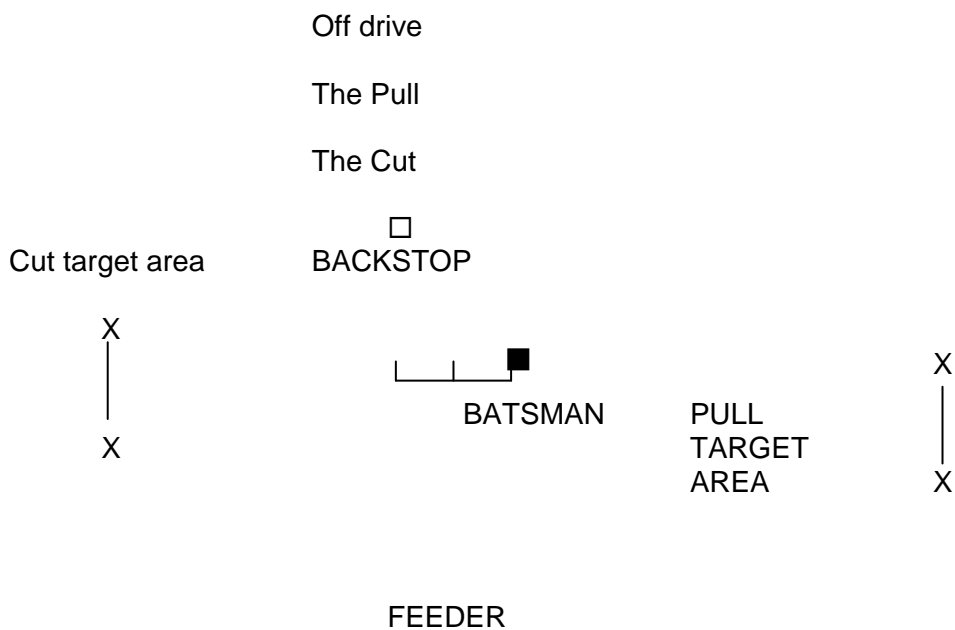 Off drive
The Pull
The Cut
Cut target area
BACKSTOP
X
X
BATSMAN
PULL
TARGET
AREA
X
X
FEEDER